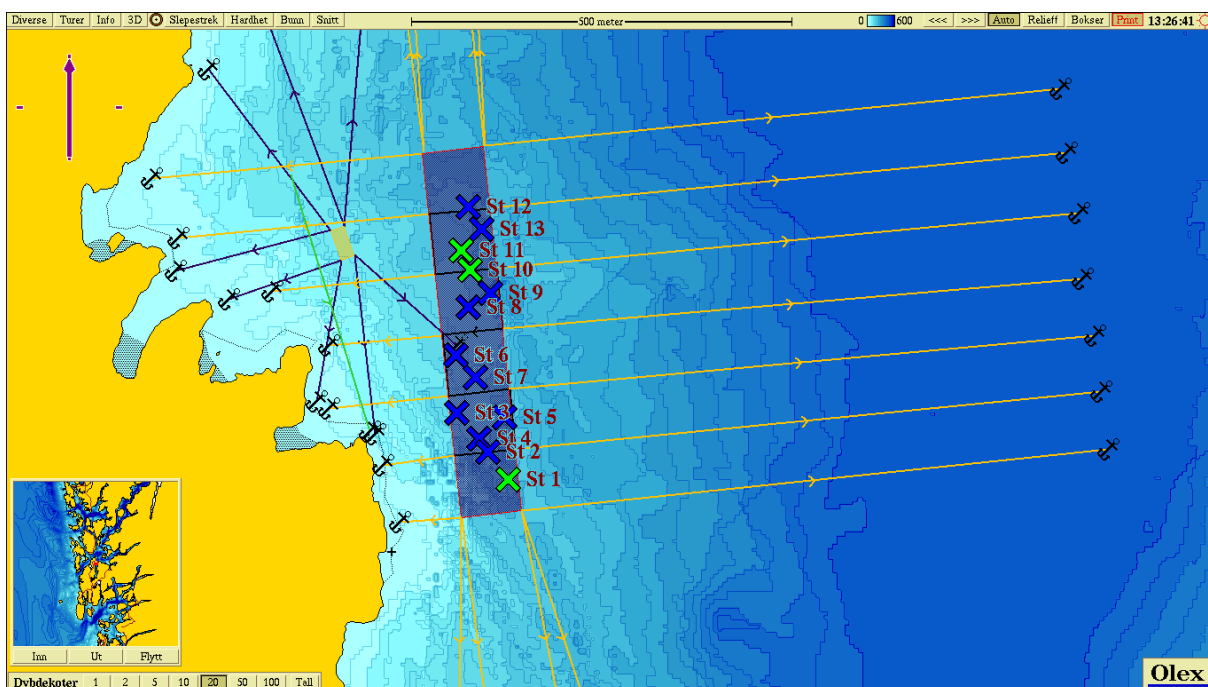 Diverse Turer Info 3D Slepestrek Hardhet Bunn Snitt 500 meter 0 600 <<< >>> Auto Relieff Bokser Print 13:26:41
St 12
St 13
St 11
St 10
St 9
St 8
St 6
St 7
St 3 St 5
St 4
St 2
St 1
Inn Ut Flytt
Dybdekoter 1 2 5 10 20 50 100 Tall
Olex